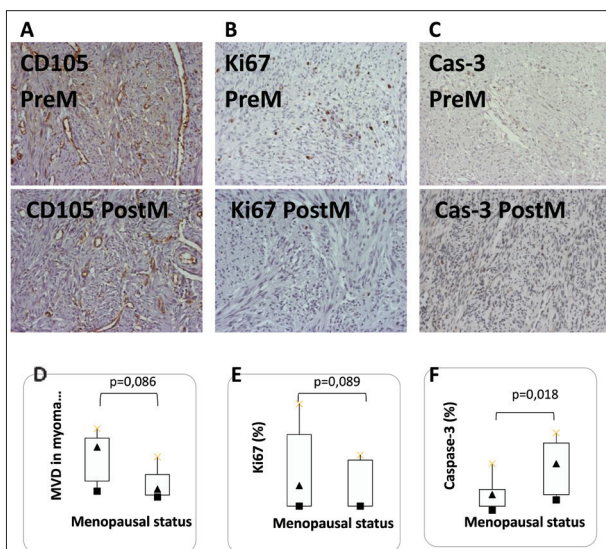 A
B
C
CD105
PreM
Ki67
PreM
Cas-3
PreM
CD105 PostM
Ki67 PostM
Cas-3 PostM
D
E
F
p=0,086
p=0,089
p=0,018
MVD in myoma...
Ki67 (%)
Caspase-3 (%)
Menopausal status
Menopausal status
Menopausal status